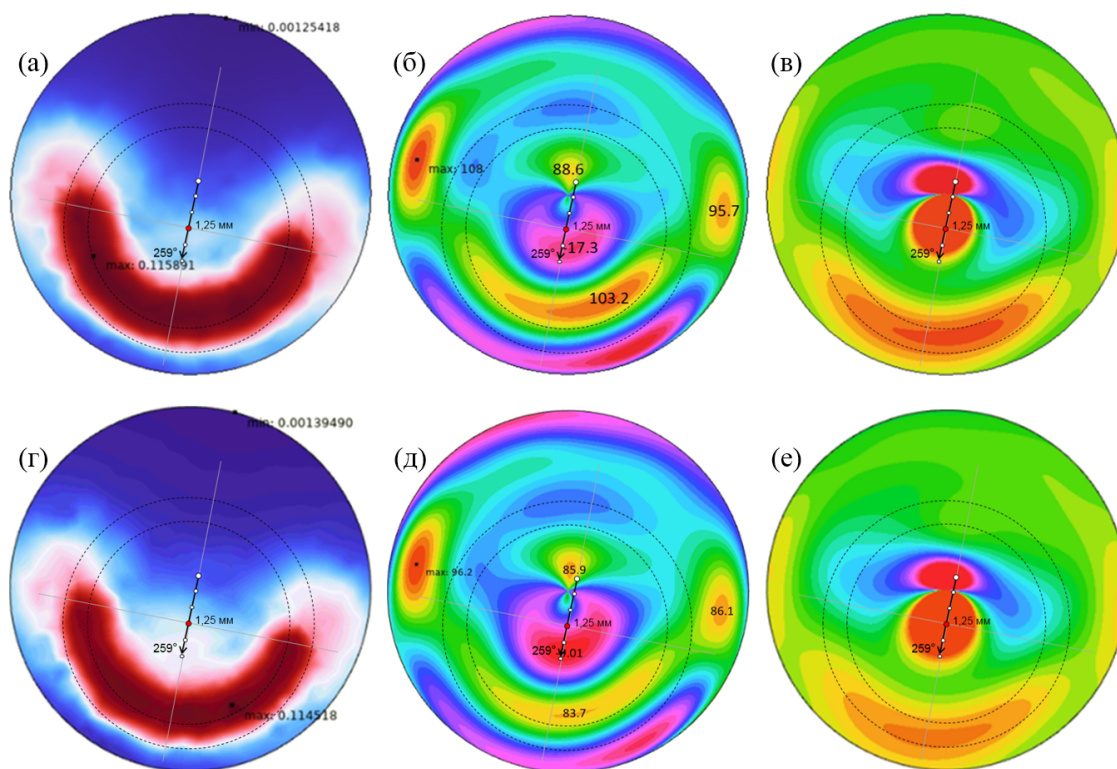 min: 0.00125418
(а)
(б)
(в)
88.6
max: 108
95.7
1,25 мм
1,25 мм
1,25 мм
259°
max: 0.115891
259°
17.3
259°
103.2
min: 0.00139490
(г)
(д)
(е)
85.9
max: 96.2
86.1
1,25 мм
1,25 мм
1,25 мм
259°
259°
259°
83.7
max: 0.114518